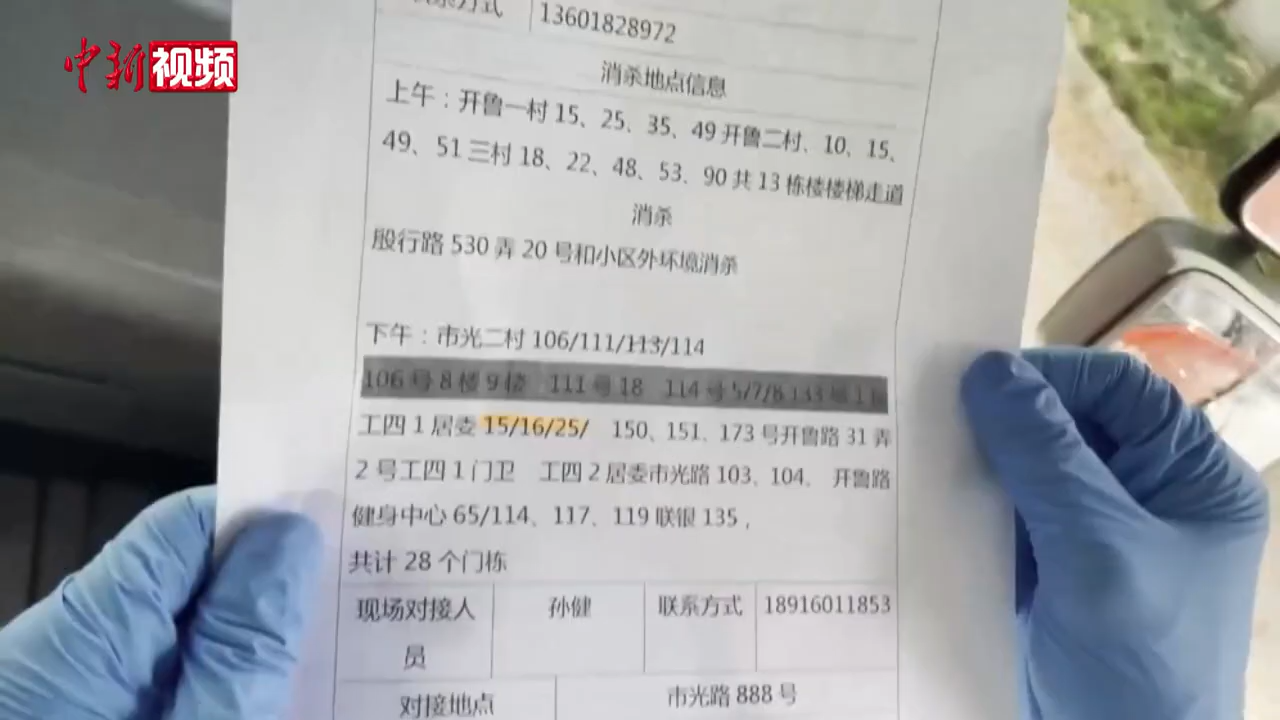 中新视频
联系方式 13601828972
消杀地点信息
上午：开鲁一村 15、25、35、49 开鲁二村、10、15、
49、51 三村 18、22、48、53、90 共 13 栋楼楼梯走道
消杀
殷行路 530 弄 20 号和小区外环境消杀
下午：市光二村 106/111/113/114
106 号 8 楼 9 楼 111 号 18 114 号 5/7/8 133
工四 1 居委 15/16/25/ 150、151、173 号开鲁路 31 弄
2 号工四 1 门卫 工四 2 居委市光路 103、104、 开鲁路
健身中心 65/114、117、119 联银 135，
共计 28 个门栋
现场对接人 孙健 联系方式 18916011853
员
对接地点 市光路 888 号